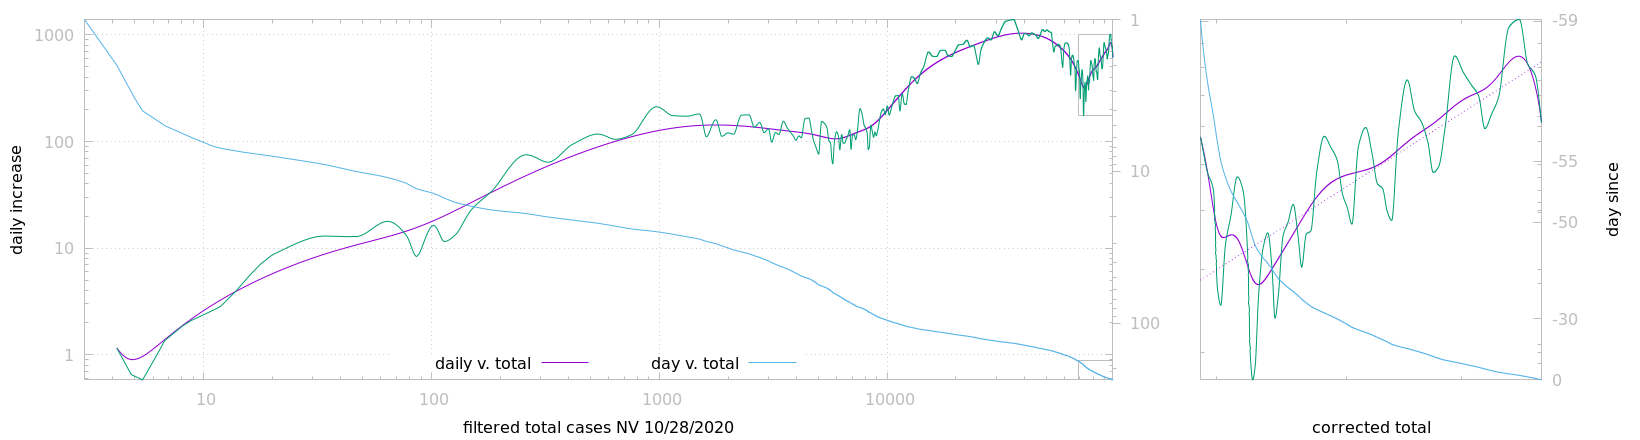 1000
100
10
1
daily increase
1
10
100
daily v. total
day v. total
10
100
1000
10000
filtered total cases NV 10/28/2020
-59
-55
-50
-30
0
day since
corrected total